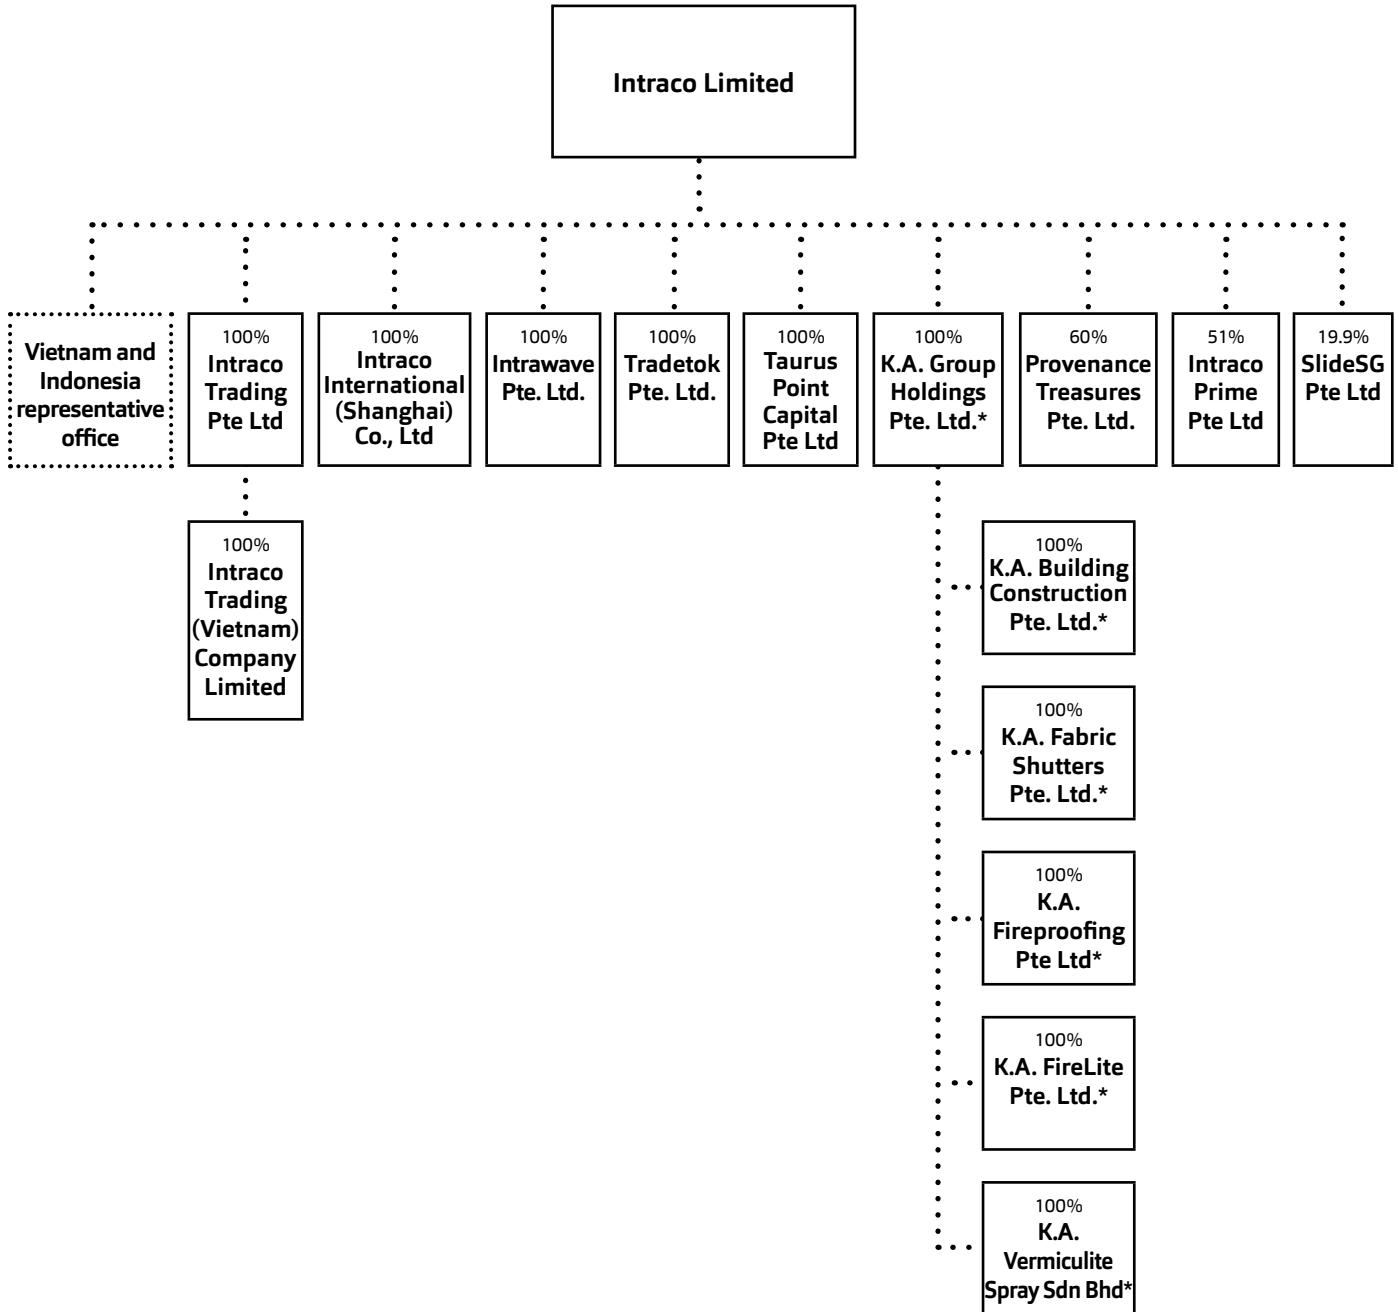 Intraco Limited
Vietnam and
Indonesia
representative
office
100%
Intraco
Trading
Pte Ltd
100%
Intraco
International
(Shanghai)
Co., Ltd
100%
Intrawave
Pte. Ltd.
100%
Tradetok
Pte. Ltd.
100%
Taurus
Point
Capital
Pte Ltd
100%
K.A. Group
Holdings
Pte. Ltd.*
60%
Provenance
Treasures
Pte. Ltd.
51%
Intraco
Prime
Pte Ltd
19.9%
SlideSG
Pte Ltd
100%
Intraco
Trading
(Vietnam)
Company
Limited
100%
K.A. Building
Construction
Pte. Ltd.*
100%
K.A. Fabric
Shutters
Pte. Ltd.*
100%
K.A.
Fireproofing
Pte Ltd*
100%
K.A. FireLite
Pte. Ltd.*
100%
K.A.
Vermiculite
Spray Sdn Bhd*